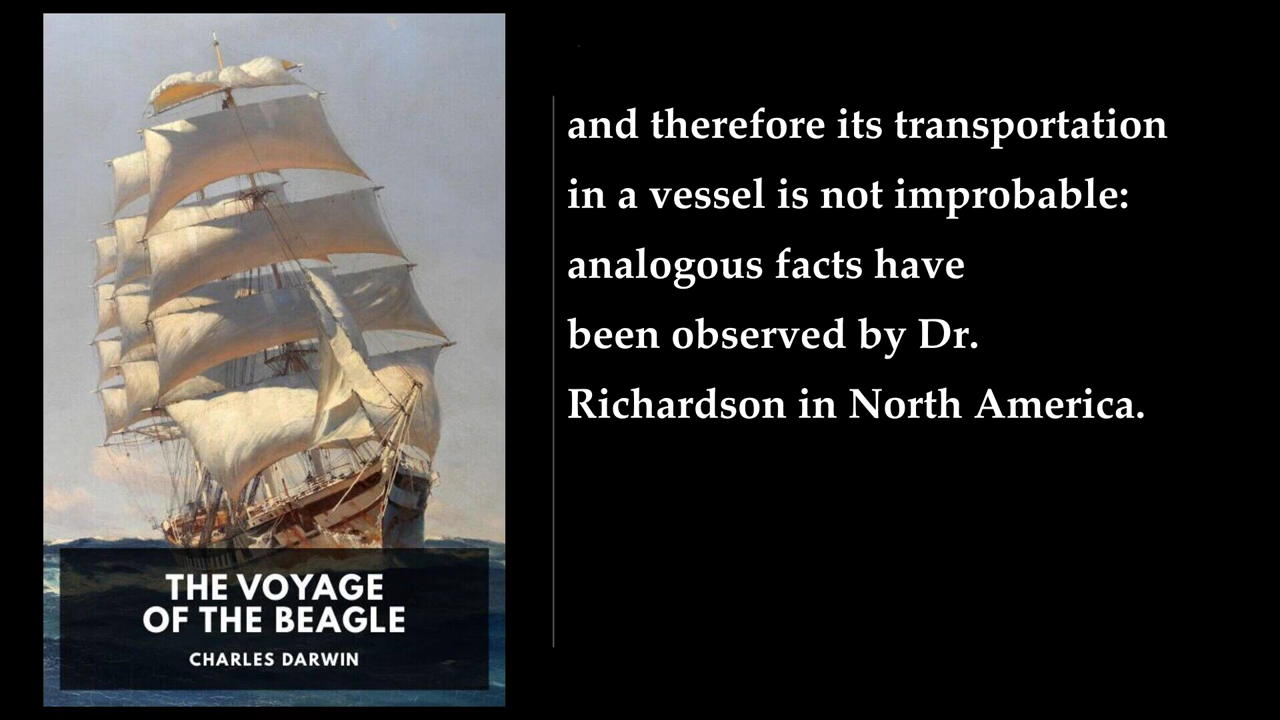 THE VOYAGE
OF THE BEAGLE
CHARLES DARWIN
and therefore its transportation
in a vessel is not improbable:
analogous facts have
been observed by Dr.
Richardson in North America.